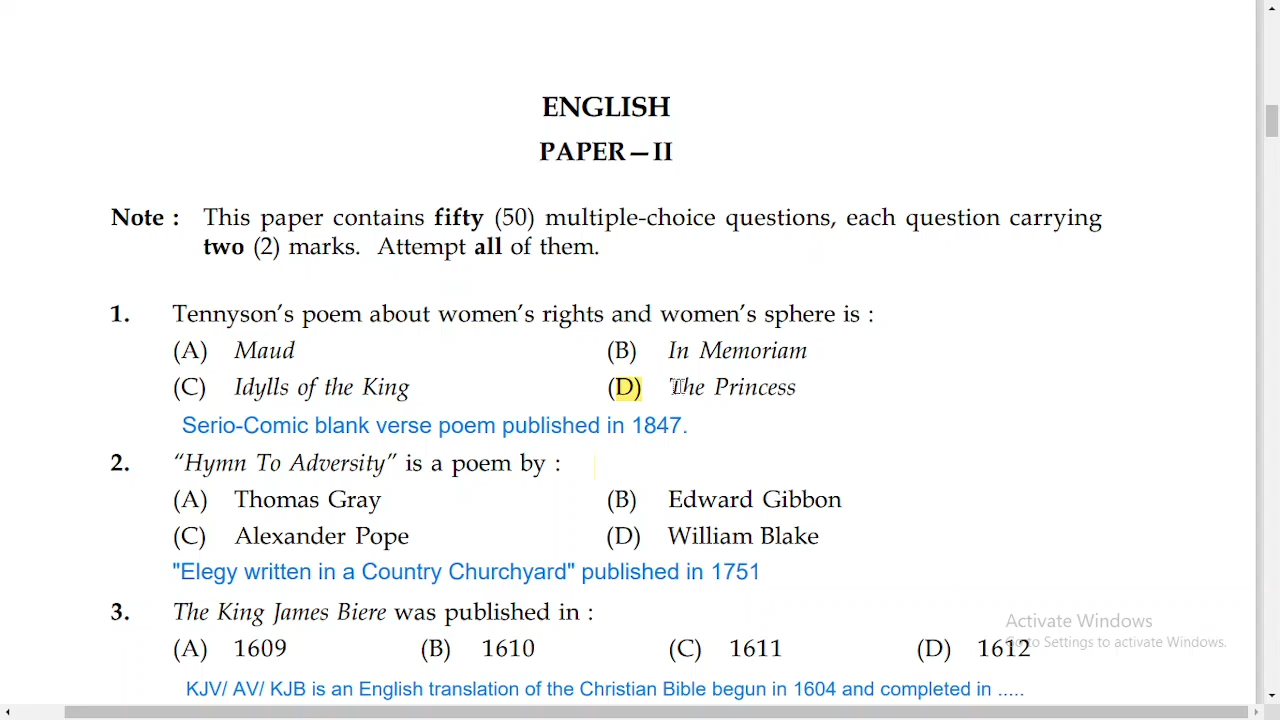 ENGLISH
PAPER – II
Note : This paper contains fifty (50) multiple-choice questions, each question carrying
two (2) marks. Attempt all of them.
1. Tennyson's poem about women's rights and women's sphere is :
(A) Maud (B) In Memoriam
(C) Idylls of the King (D) The Princess
Serio-Comic blank verse poem published in 1847.
2. "Hymn To Adversity" is a poem by :
(A) Thomas Gray (B) Edward Gibbon
(C) Alexander Pope (D) William Blake
"Elegy written in a Country Churchyard" published in 1751
3. The King James Biere was published in :
Activate Windows
Go to Settings to activate Windows.
(A) 1609 (B) 1610 (C) 1611 (D) 1612
KJV/ AV/ KJB is an English translation of the Christian Bible begun in 1604 and completed in .....